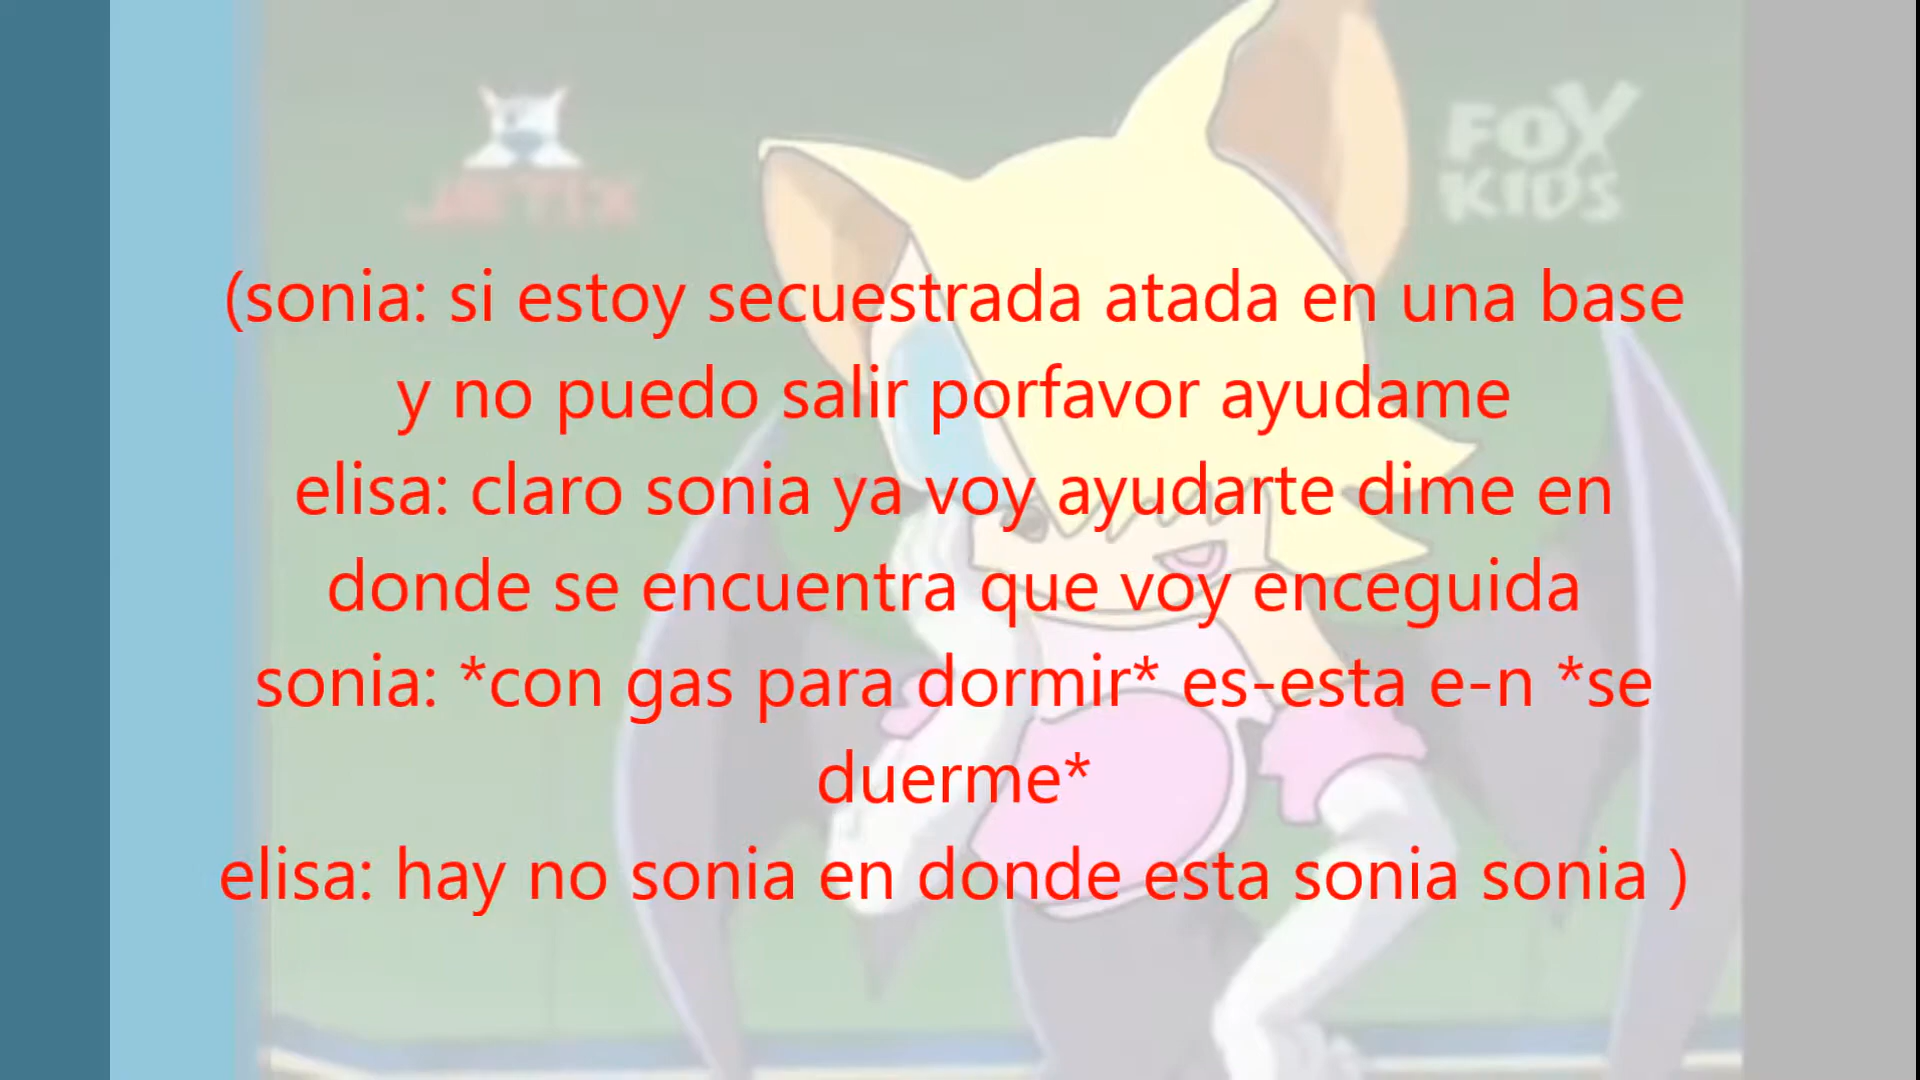 JETIX
FOX
KIDS
(sonia: si estoy secuestrada atada en una base
y no puedo salir porfavor ayudame
elisa: claro sonia ya voy ayudarte dime en
donde se encuentra que voy enceguida
sonia: *con gas para dormir* es-esta e-n *se
duerme*
elisa: hay no sonia en donde esta sonia sonia )